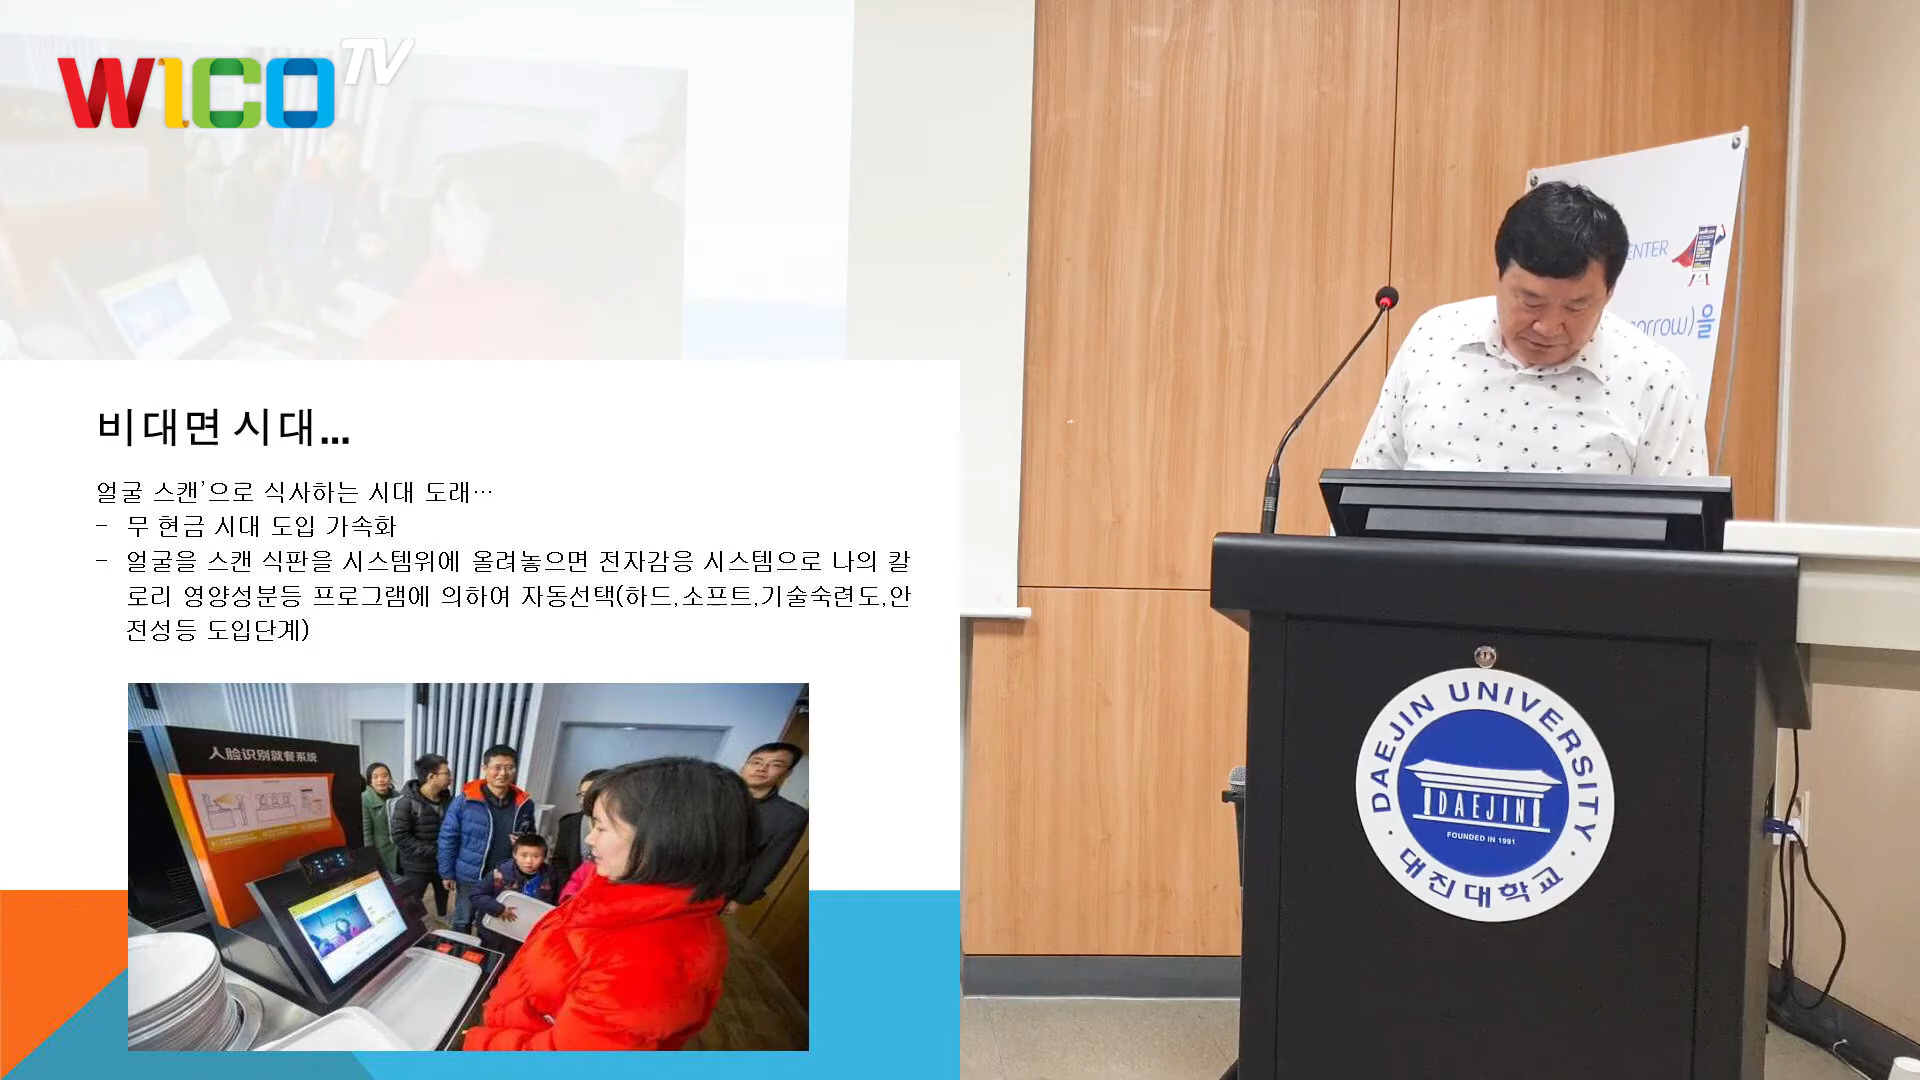 WICO TV
비대면 시대...
얼굴 스캔’으로 식사하는 시대 도래…
- 무 현금 시대 도입 가속화
- 얼굴을 스캔 식판을 시스템위에 올려놓으면 전자감응 시스템으로 나의 칼
로리 영양성분등 프로그램에 의하여 자동선택(하드,소프트,기술숙련도,안
전성등 도입단계)
人脸识别就餐系统
ENTER
orrow)을
DAEJIN UNIVERSITY
DAEJIN
FOUNDED IN 1991
대진대학교